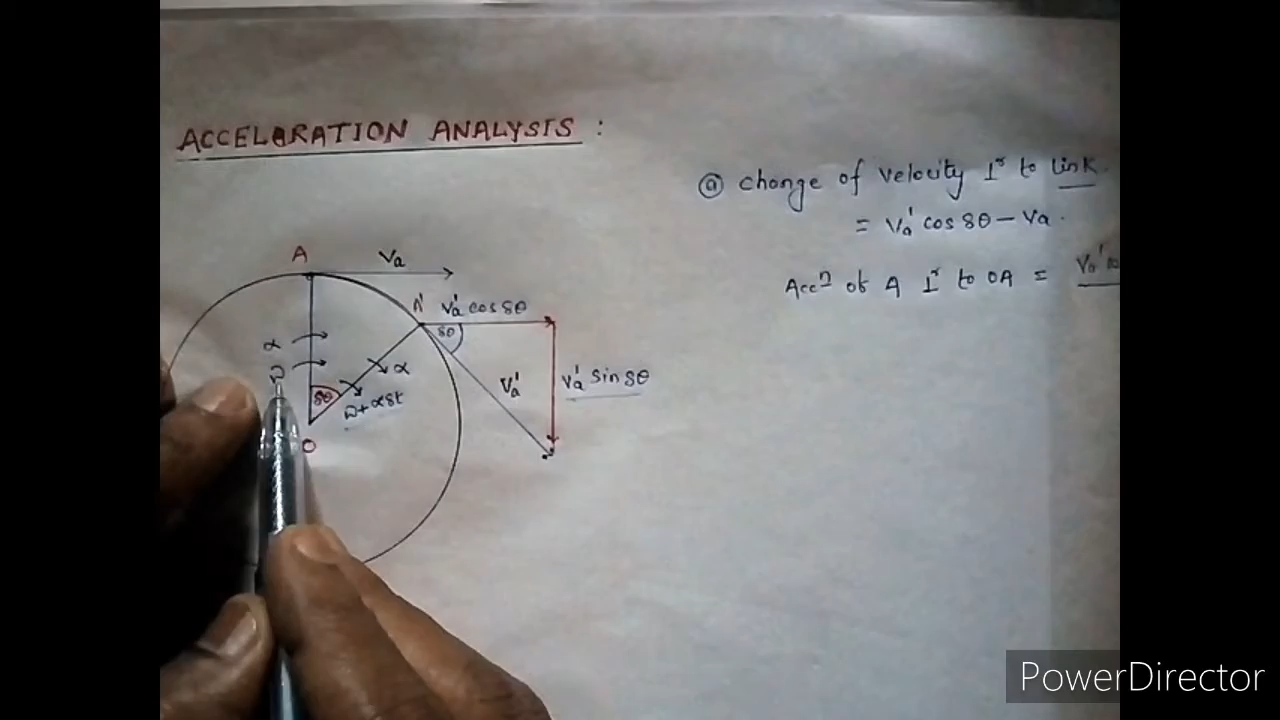 ACCELERATION ANALYSIS :
ⓐ change of velocity ⊥ʳ to link.
= Va' cos δθ - Va.
Accⁿ of A ⊥ʳ to OA =
A
Va
A'
Va' cos δθ
δθ
α
α
ω
δθ
ω+αδt
Va'
Va' sin δθ
O
PowerDirector